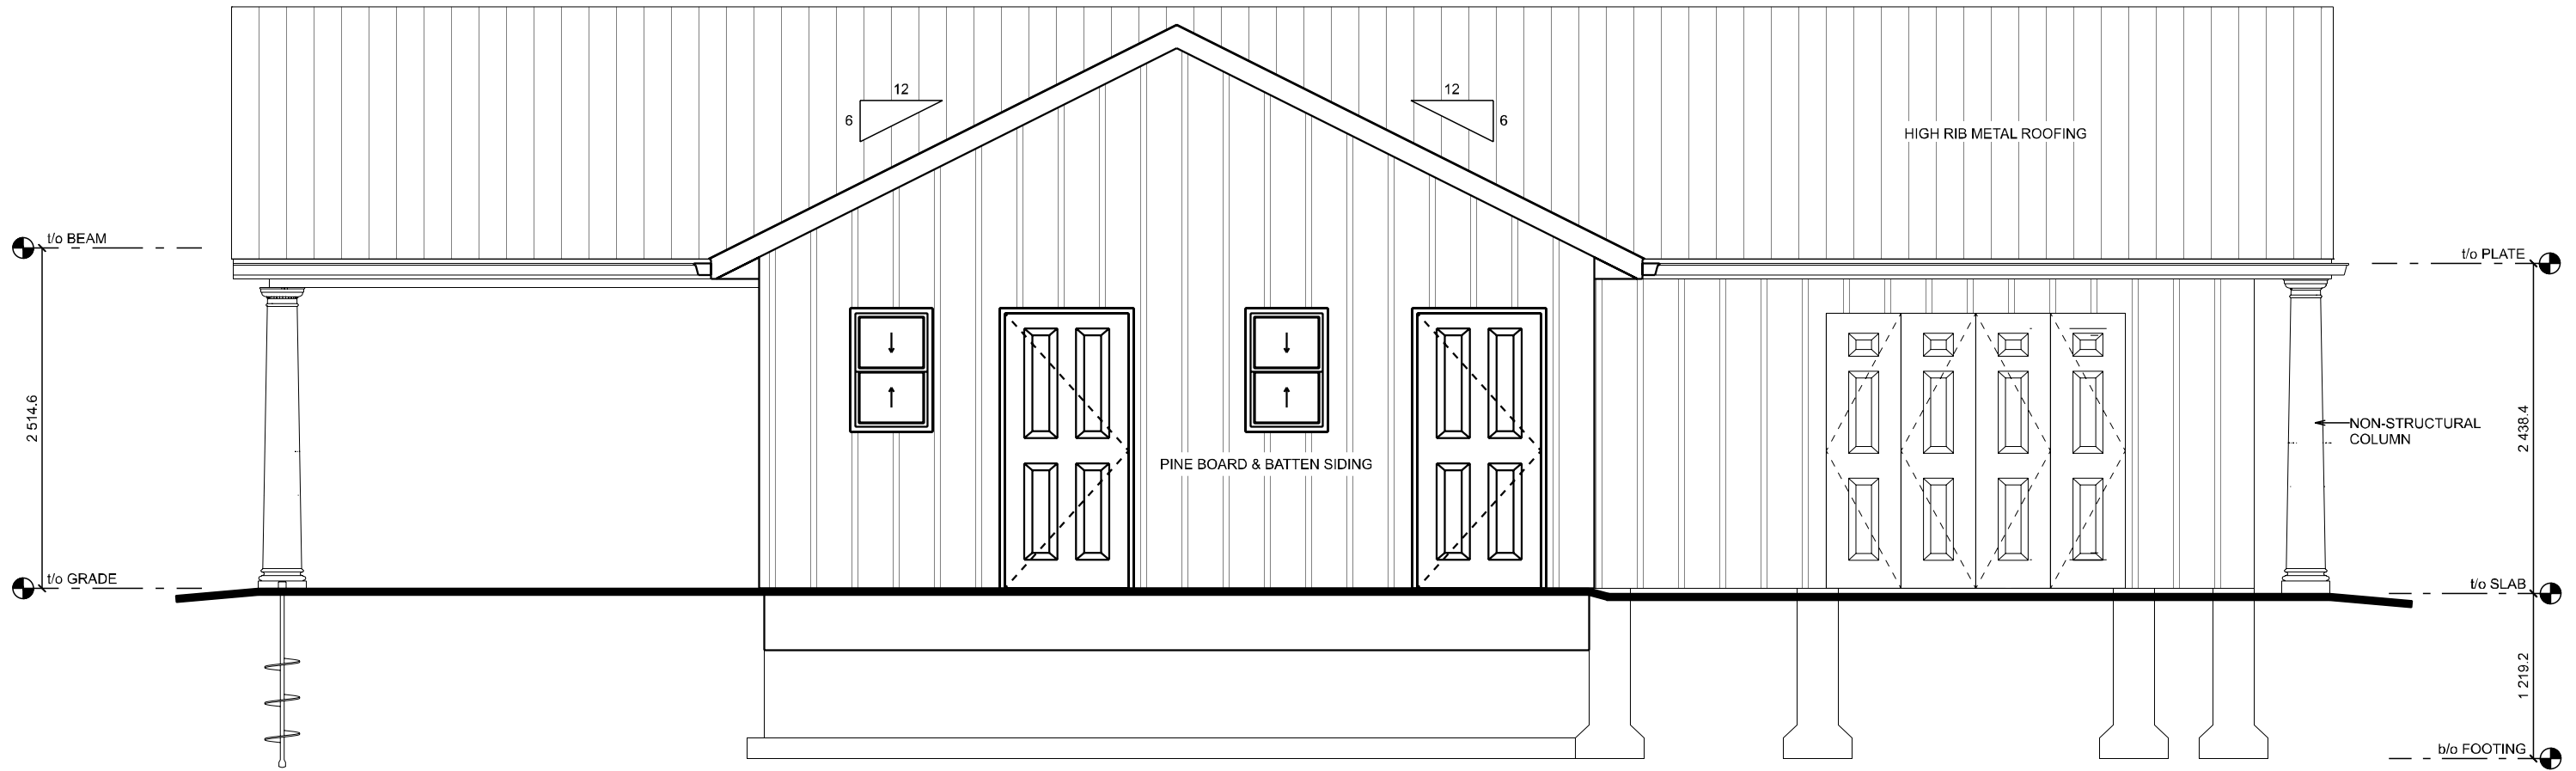 12
6
12
6
HIGH RIB METAL ROOFING
t/o BEAM
t/o PLATE
2 514.6
2 438.4
NON-STRUCTURAL
COLUMN
PINE BOARD & BATTEN SIDING
t/o GRADE
t/o SLAB
1 219.2
b/o FOOTING